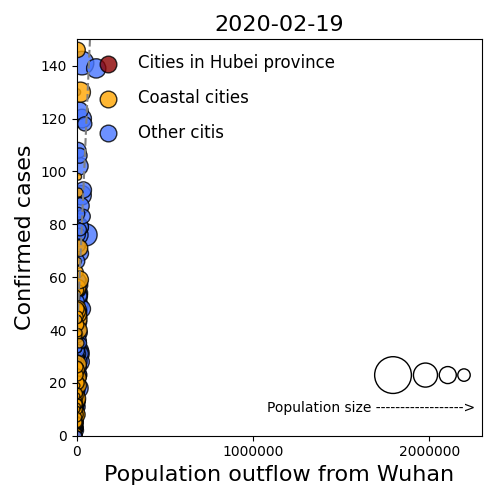 2020-02-19
Confirmed cases
140
120
100
80
60
40
20
0
Cities in Hubei province
Coastal cities
Other citis
Population size --------------------->
0 1000000 2000000
Population outflow from Wuhan